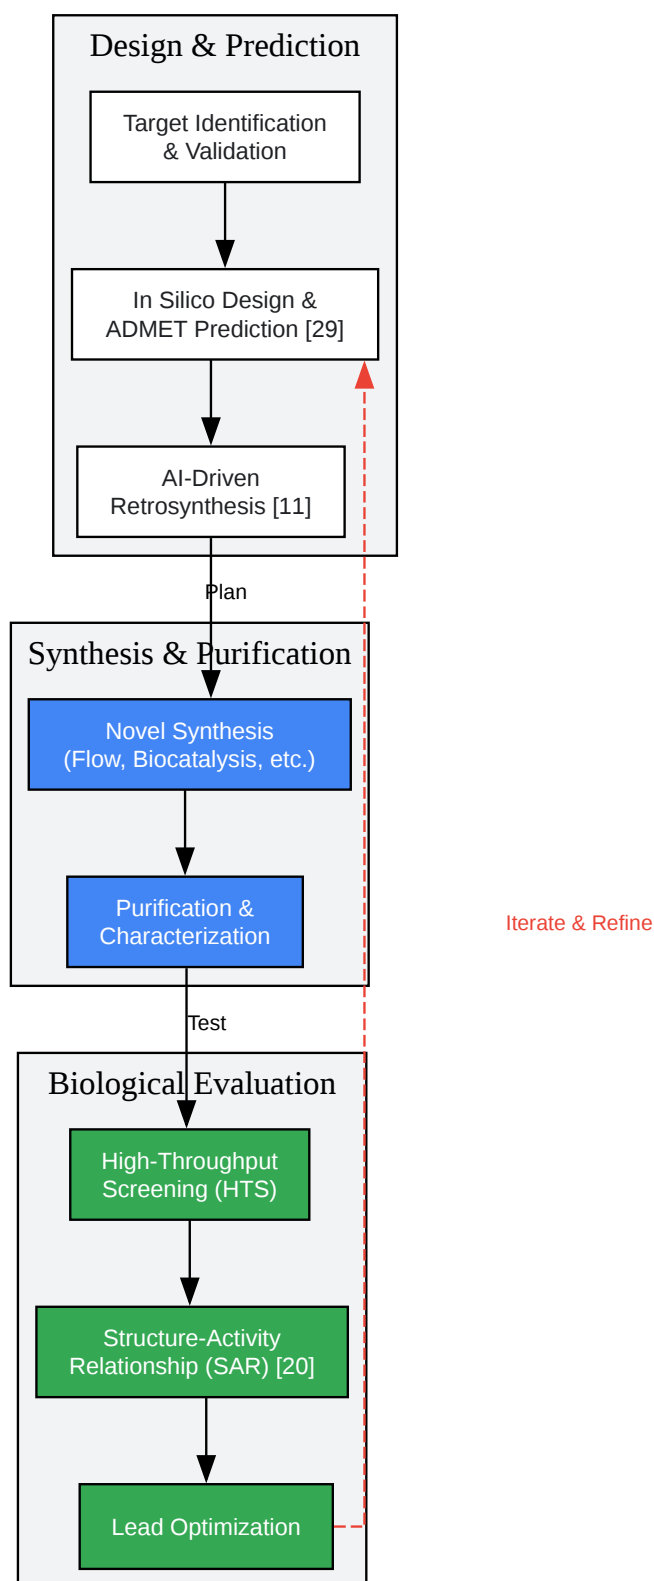 Design & Prediction
Target Identification
& Validation
In Silico Design &
ADMET Prediction [29]
AI-Driven
Retrosynthesis [11]
Plan
Synthesis & Purification
Novel Synthesis
(Flow, Biocatalysis, etc.)
Purification &
Characterization
Iterate & Refine
Test
Biological Evaluation
High-Throughput
Screening (HTS)
Structure-Activity
Relationship (SAR) [20]
Lead Optimization